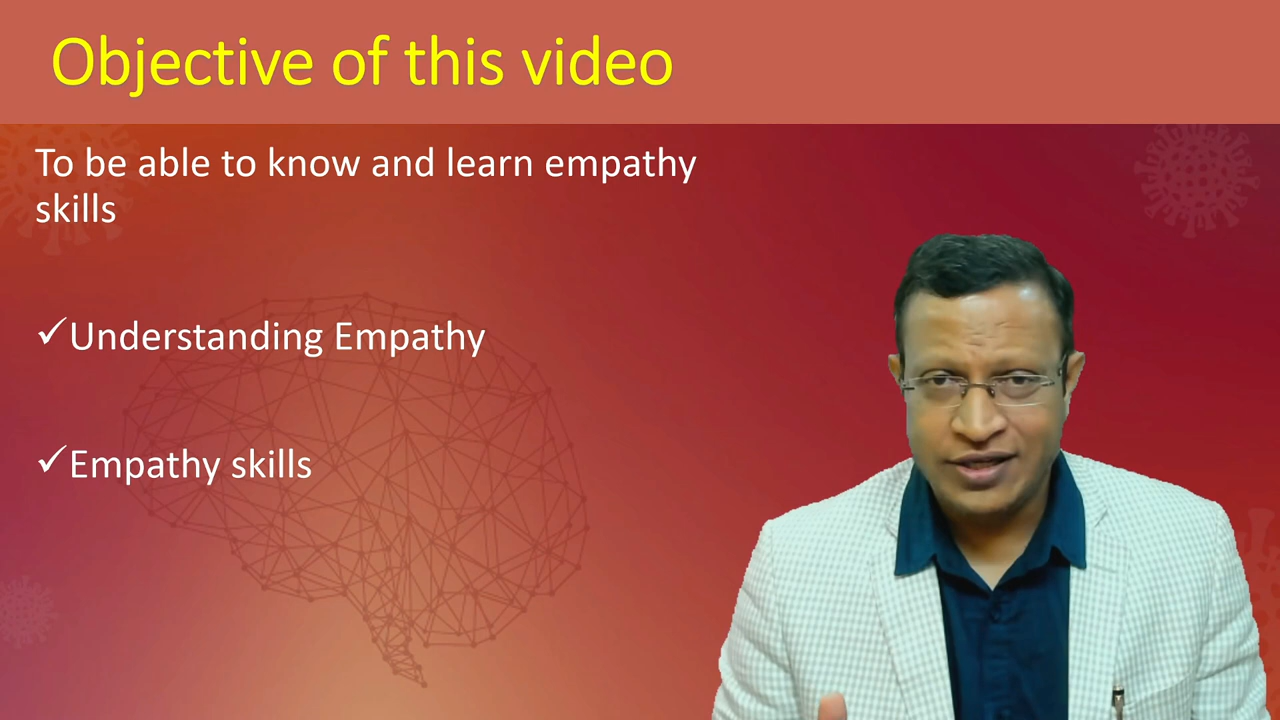 Objective of this video
To be able to know and learn empathy
skills
✓Understanding Empathy
✓Empathy skills